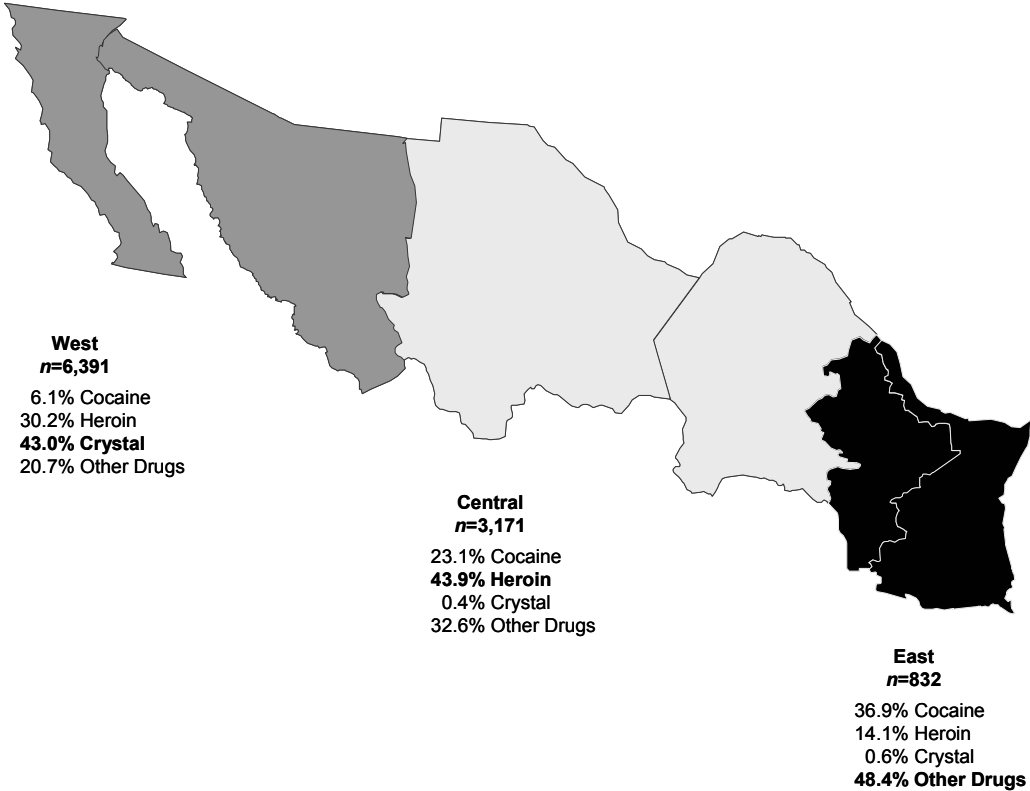 West
n=6,391
6.1% Cocaine
30.2% Heroin
43.0% Crystal
20.7% Other Drugs
Central
n=3,171
23.1% Cocaine
43.9% Heroin
0.4% Crystal
32.6% Other Drugs
East
n=832
36.9% Cocaine
14.1% Heroin
0.6% Crystal
48.4% Other Drugs